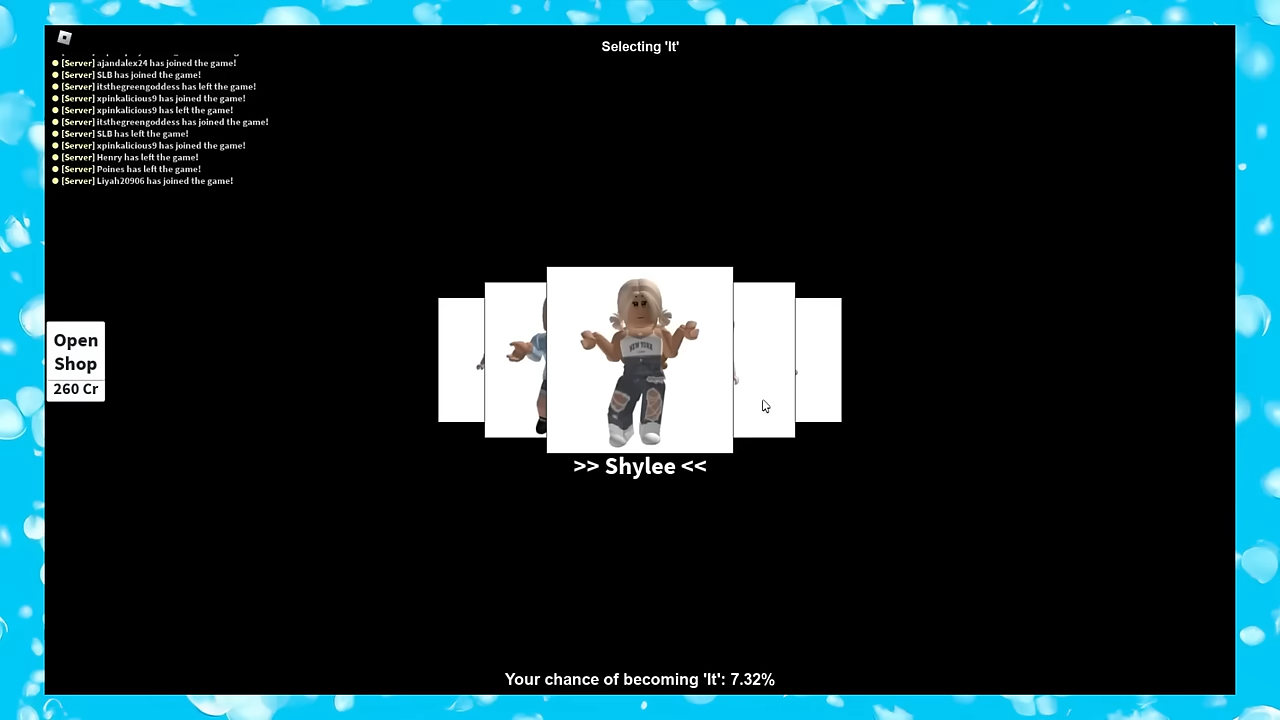 Selecting 'It'
[Server] ajandalex24 has joined the game!
[Server] SLB has joined the game!
[Server] itsthegreengoddess has left the game!
[Server] xpinkalicious9 has joined the game!
[Server] xpinkalicious9 has left the game!
[Server] itsthegreengoddess has joined the game!
[Server] SLB has left the game!
[Server] xpinkalicious9 has joined the game!
[Server] Henry has left the game!
[Server] Poines has left the game!
[Server] Liyah20906 has joined the game!
Open
Shop
260 Cr
NEW YORK
>> Shylee <<
Your chance of becoming 'It': 7.32%